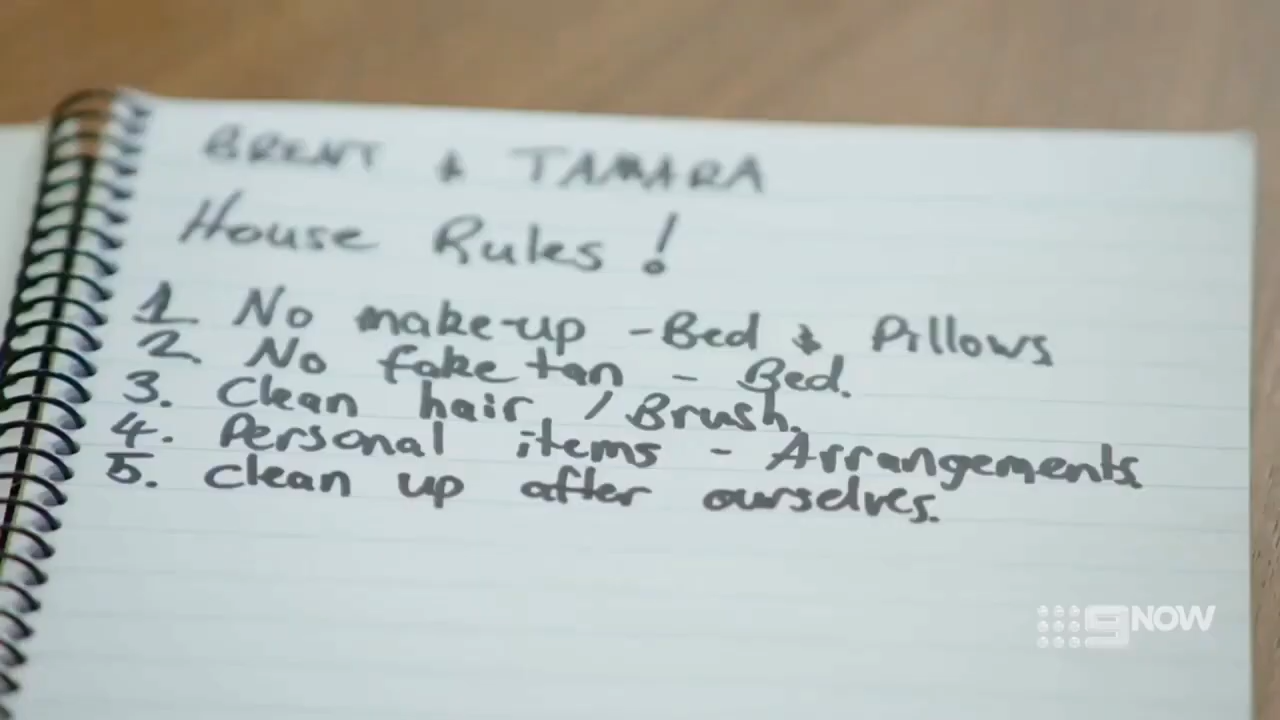 BRENT & TAMARA
House Rules!
1. No make-up - Bed & Pillows
2. No fake tan - Bed.
3. Clean hair / Brush.
4. Personal items - Arrangements
5. Clean up after ourselves.
9NOW